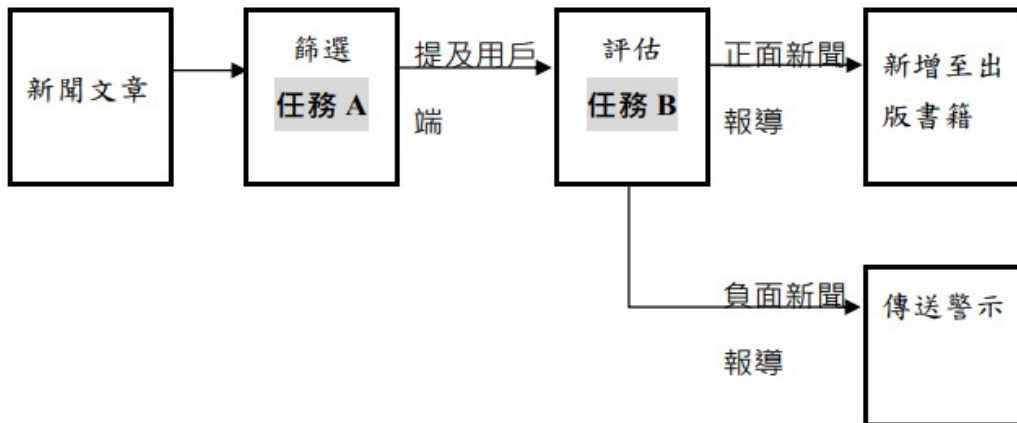 新聞文章
篩選
任務 A
提及用戶
端
評估
任務 B
正面新聞
報導
新增至出
版書籍
負面新聞
報導
傳送警示